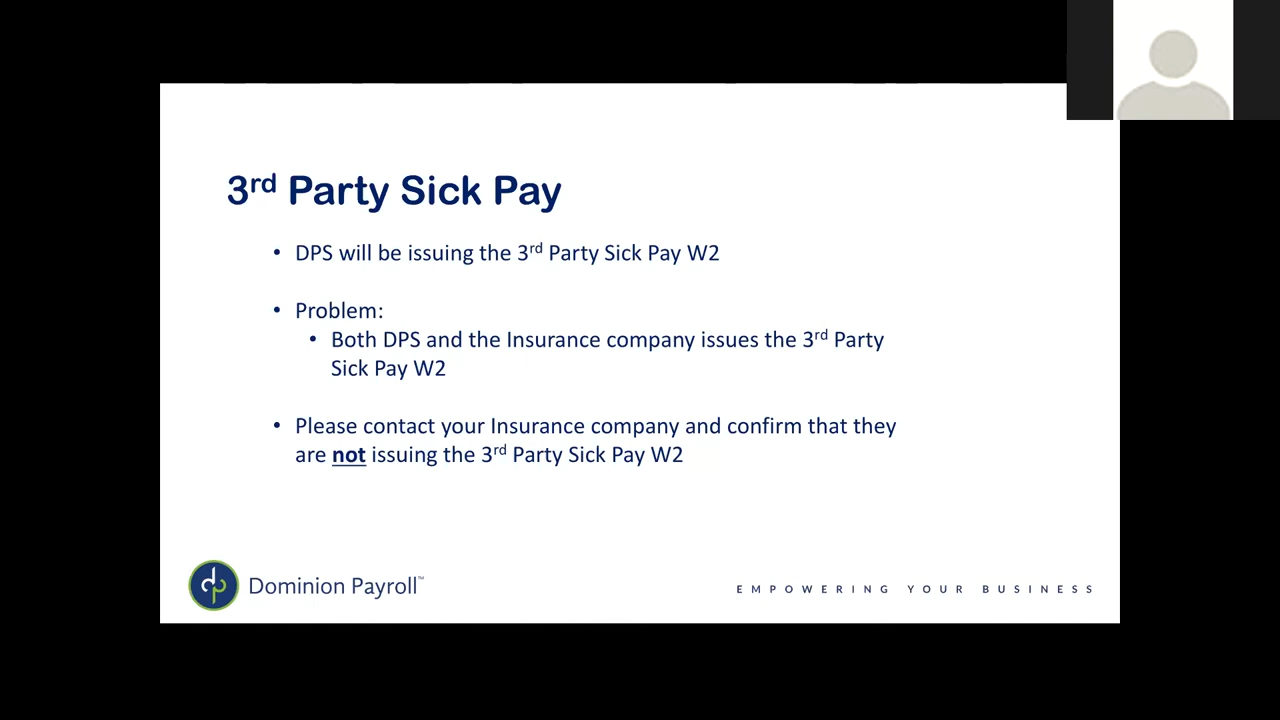 3rd Party Sick Pay
• DPS will be issuing the 3rd Party Sick Pay W2
• Problem:
• Both DPS and the Insurance company issues the 3rd Party
Sick Pay W2
• Please contact your Insurance company and confirm that they
are not issuing the 3rd Party Sick Pay W2
dp Dominion Payroll™
EMPOWERING YOUR BUSINESS